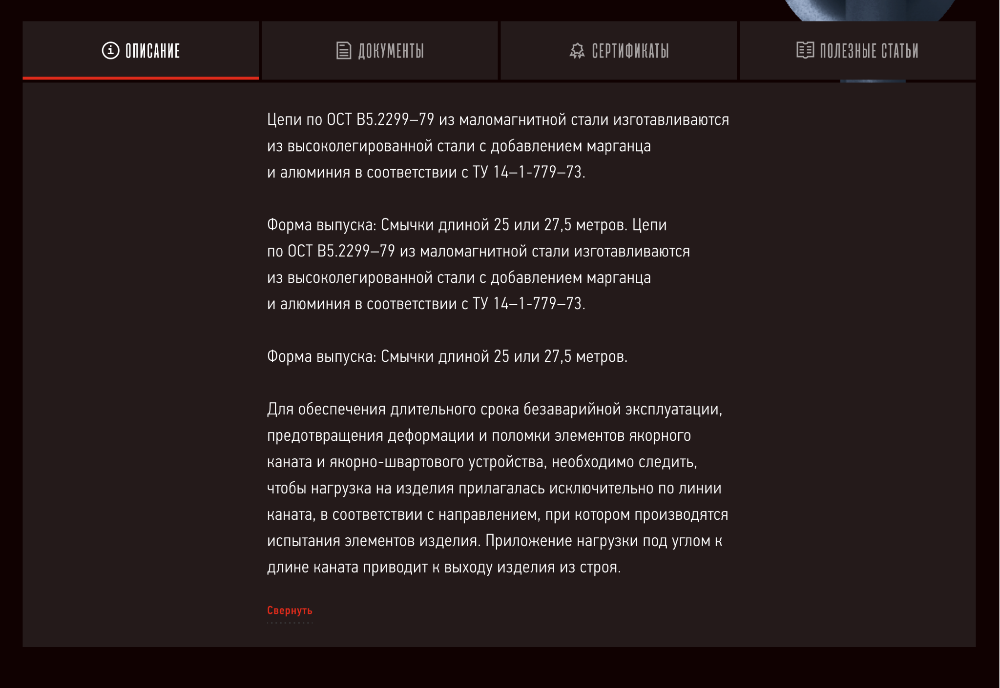 ОПИСАНИЕ
ДОКУМЕНТЫ
СЕРТИФИКАТЫ
ПОЛЕЗНЫЕ СТАТЬИ
Цепи по ОСТ В5.2299–79 из маломагнитной стали изготавливаются
из высоколегированной стали с добавлением марганца
и алюминия в соответствии с ТУ 14–1-779–73.
Форма выпуска: Смычки длиной 25 или 27,5 метров. Цепи
по ОСТ В5.2299–79 из маломагнитной стали изготавливаются
из высоколегированной стали с добавлением марганца
и алюминия в соответствии с ТУ 14–1-779–73.
Форма выпуска: Смычки длиной 25 или 27,5 метров.
Для обеспечения длительного срока безаварийной эксплуатации,
предотвращения деформации и поломки элементов якорного
каната и якорно-швартового устройства, необходимо следить,
чтобы нагрузка на изделия прилагалась исключительно по линии
каната, в соответствии с направлением, при котором производятся
испытания элементов изделия. Приложение нагрузки под углом к
длине каната приводит к выходу изделия из строя.
Свернуть